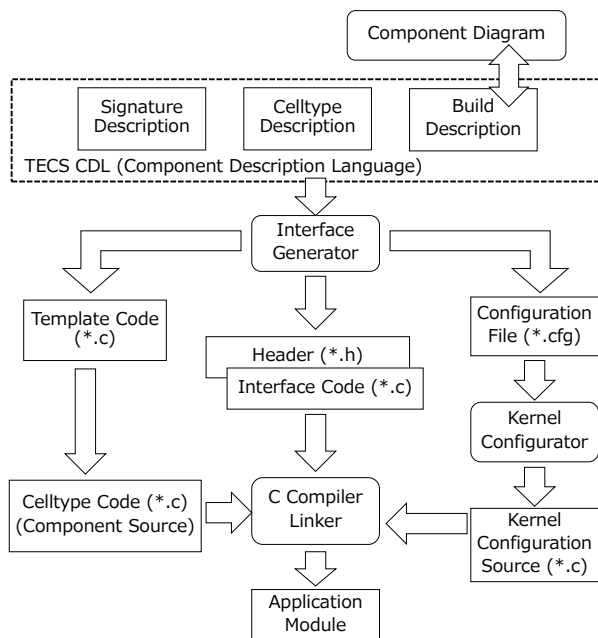 Component Diagram
Signature
Description
Celltype
Description
Build
Description
TECS CDL (Component Description Language)
Interface
Generator
Template Code
(*.c)
Header (*.h)
Interface Code (*.c)
Configuration
File (*.cfg)
Kernel
Configurator
Celltype Code (*.c)
(Component Source)
C Compiler
Linker
Kernel
Configuration
Source (*.c)
Application
Module